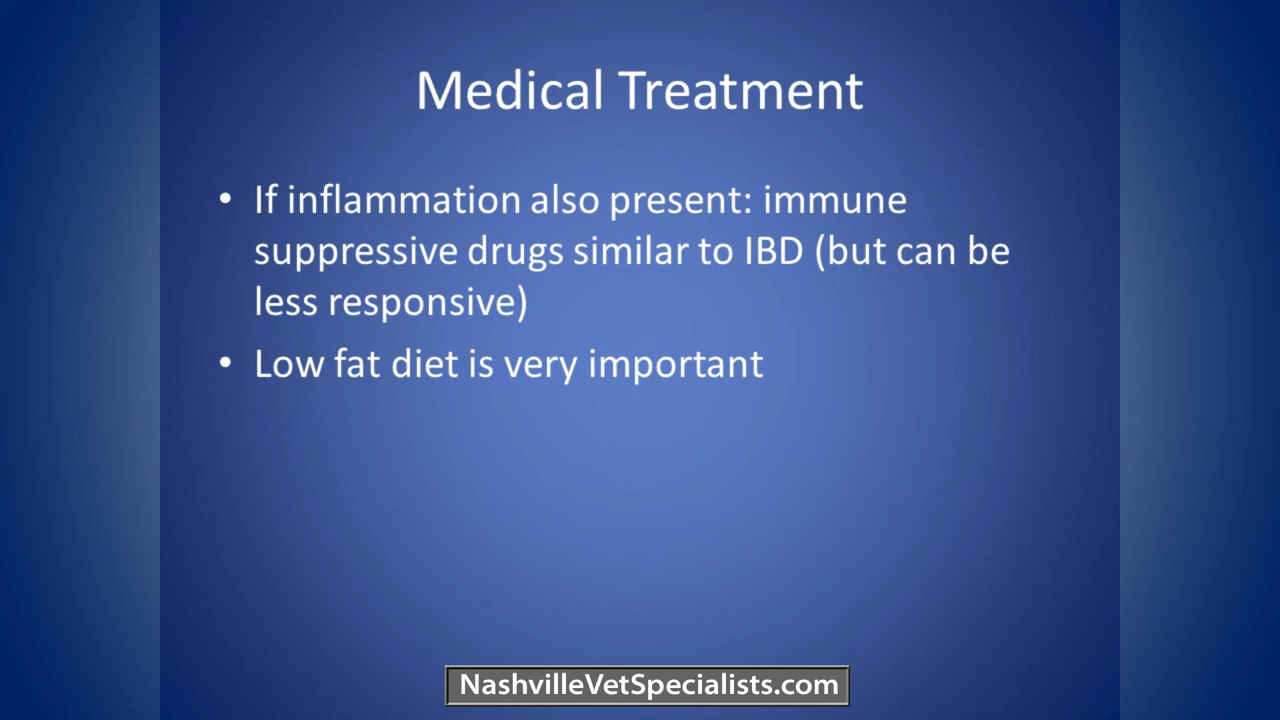 Medical Treatment
• If inflammation also present: immune
suppressive drugs similar to IBD (but can be
less responsive)
• Low fat diet is very important
NashvilleVetSpecialists.com